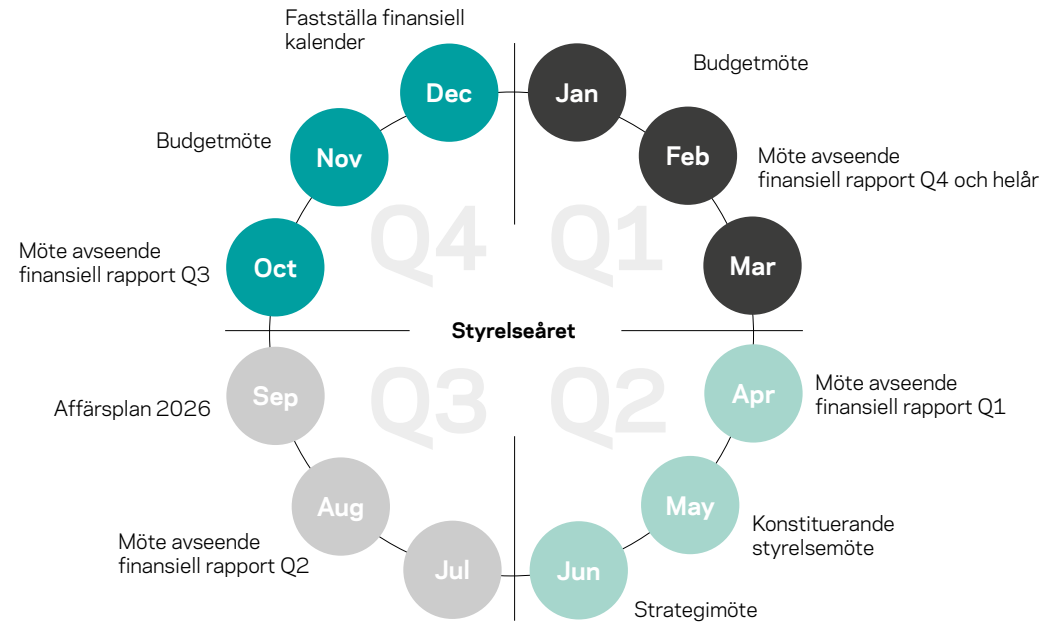 Fastställa finansiell
kalender
Dec
Jan
Budgetmöte
Budgetmöte
Nov
Feb
Möte avseende
finansiell rapport Q4 och helår
Q4
Q1
Möte avseende
finansiell rapport Q3
Oct
Mar
Styrelseåret
Affärsplan 2026
Sep
Q3
Q2
Apr
Möte avseende
finansiell rapport Q1
Aug
May
Konstituerande
styrelsemöte
Möte avseende
finansiell rapport Q2
Jul
Jun
Strategimöte